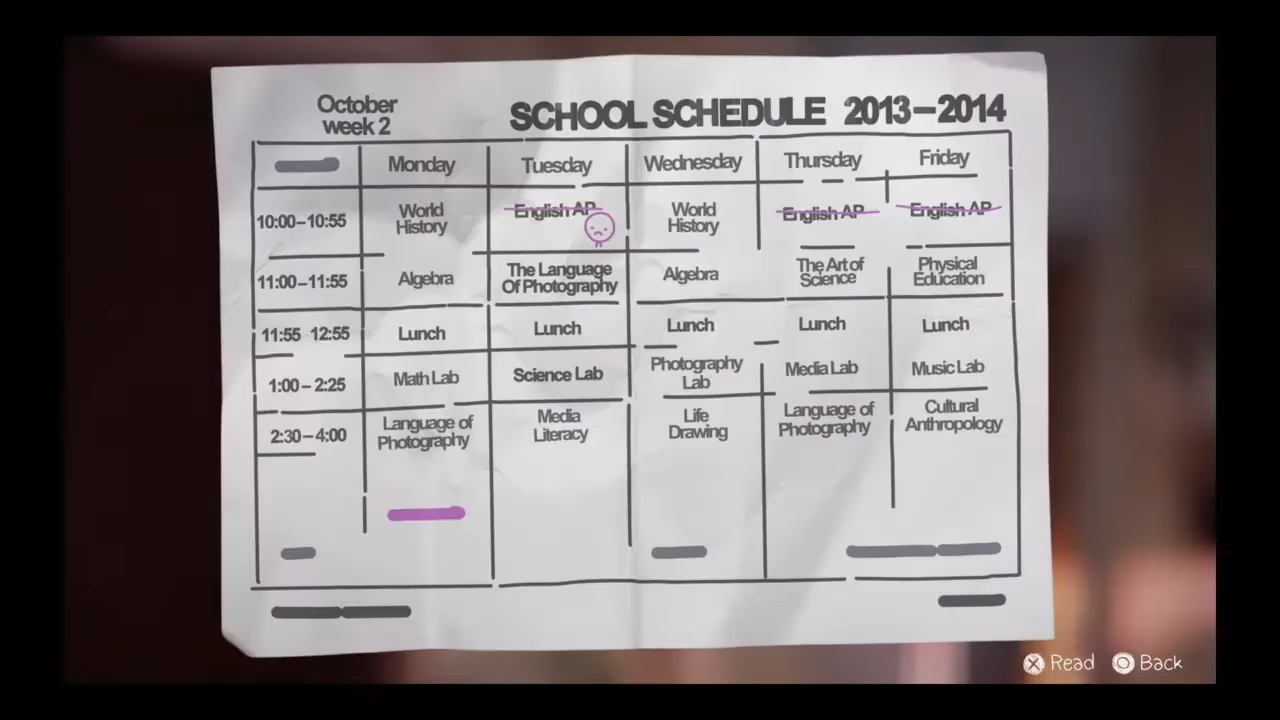 October
week 2
SCHOOL SCHEDULE 2013-2014
Monday Tuesday Wednesday Thursday Friday
10:00-10:55 World History English AP World History English AP English AP
11:00-11:55 Algebra The Language Of Photography Algebra The Art of Science Physical Education
11:55 12:55 Lunch Lunch Lunch Lunch Lunch
1:00-2:25 Math Lab Science Lab Photography Lab Media Lab Music Lab
2:30-4:00 Language of Photography Media Literacy Life Drawing Language of Photography Cultural Anthropology
Read Back